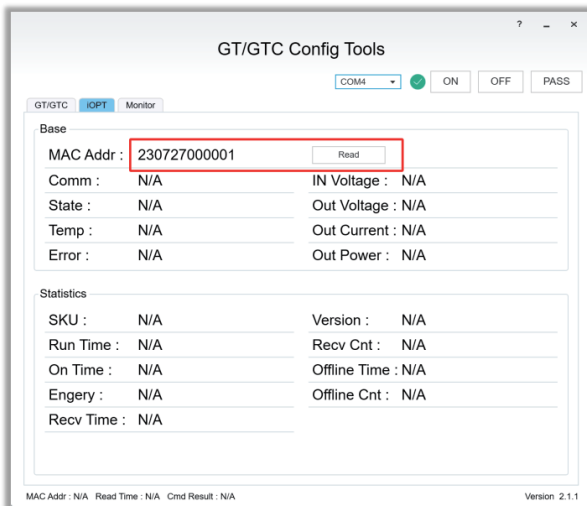 ? – ×
GT/GTC Config Tools
COM4 ON OFF PASS
GT/GTC iOPT Monitor
Base
MAC Addr : 230727000001 Read
Comm : N/A IN Voltage : N/A
State : N/A Out Voltage : N/A
Temp : N/A Out Current : N/A
Error : N/A Out Power : N/A
Statistics
SKU : N/A Version : N/A
Run Time : N/A Recv Cnt : N/A
On Time : N/A Offline Time : N/A
Engery : N/A Offline Cnt : N/A
Recv Time : N/A
MAC Addr : N/A Read Time : N/A Cmd Result : N/A Version 2.1.1